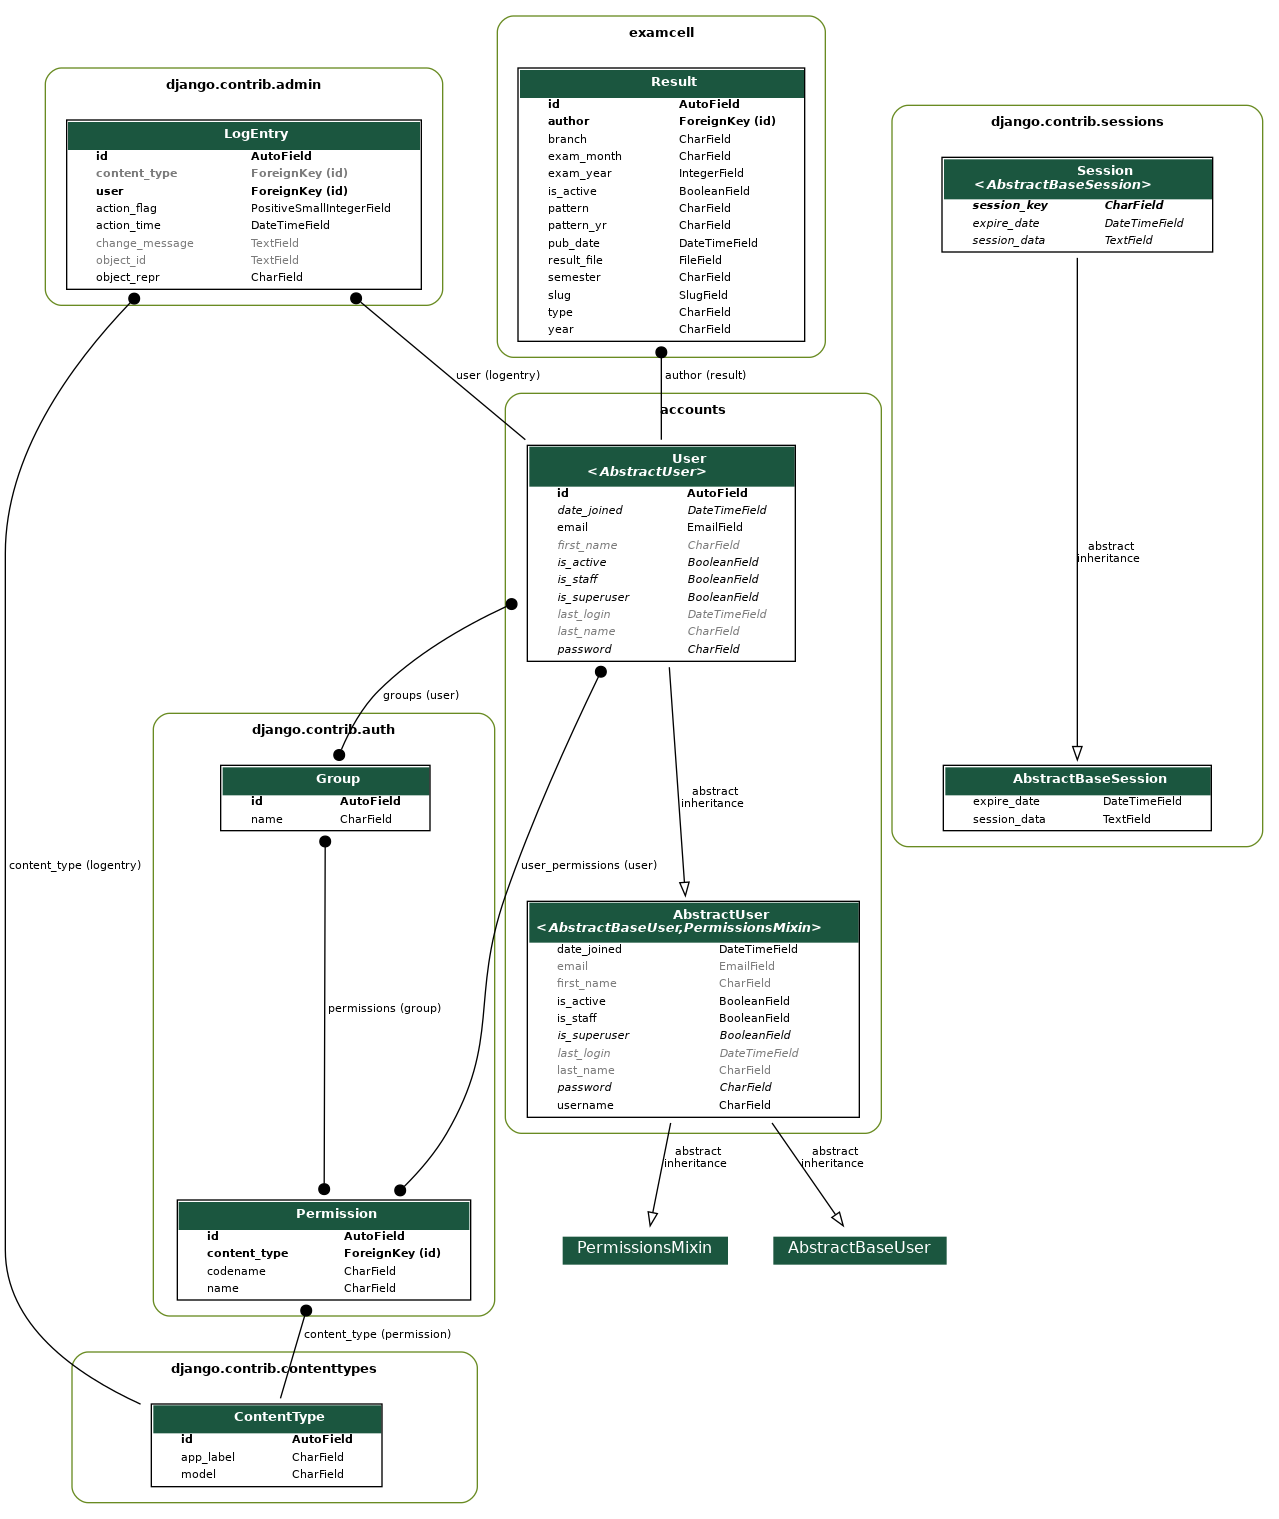 examcell
Result
id AutoField
author ForeignKey (id)
branch CharField
exam_month CharField
exam_year IntegerField
is_active BooleanField
pattern CharField
pattern_yr CharField
pub_date DateTimeField
result_file FileField
semester CharField
slug SlugField
type CharField
year CharField
django.contrib.admin
LogEntry
id AutoField
content_type ForeignKey (id)
user ForeignKey (id)
action_flag PositiveSmallIntegerField
action_time DateTimeField
change_message TextField
object_id TextField
object_repr CharField
django.contrib.sessions
Session
<AbstractBaseSession>
session_key CharField
expire_date DateTimeField
session_data TextField
user (logentry)
author (result)
accounts
User
<AbstractUser>
id AutoField
date_joined DateTimeField
email EmailField
first_name CharField
is_active BooleanField
is_staff BooleanField
is_superuser BooleanField
last_login DateTimeField
last_name CharField
password CharField
abstract
inheritance
groups (user)
django.contrib.auth
Group
id AutoField
name CharField
abstract
inheritance
AbstractBaseSession
expire_date DateTimeField
session_data TextField
content_type (logentry)
user_permissions (user)
AbstractUser
<AbstractBaseUser,PermissionsMixin>
date_joined DateTimeField
email EmailField
first_name CharField
is_active BooleanField
is_staff BooleanField
is_superuser BooleanField
last_login DateTimeField
last_name CharField
password CharField
username CharField
permissions (group)
abstract
inheritance
abstract
inheritance
Permission
id AutoField
content_type ForeignKey (id)
codename CharField
name CharField
PermissionsMixin
AbstractBaseUser
content_type (permission)
django.contrib.contenttypes
ContentType
id AutoField
app_label CharField
model CharField